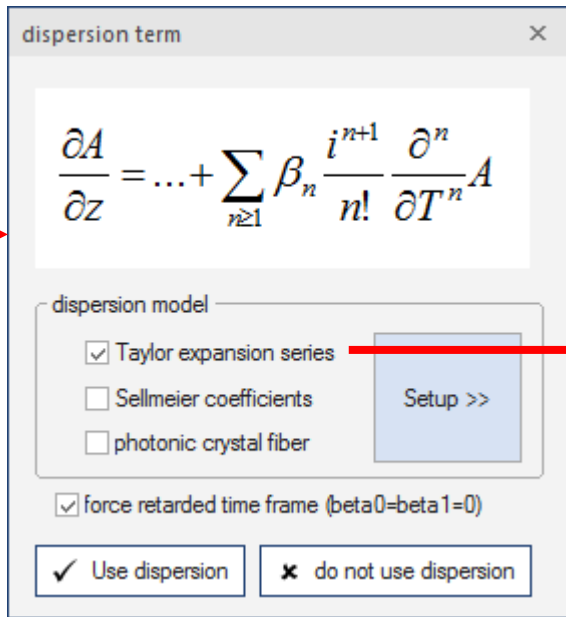 dispersion term
∂A/∂z = ...+ ∑_{n≥1} β_n i^{n+1}/n! ∂^n/∂T^n A
dispersion model
Taylor expansion series
Sellmeier coefficients
Setup >>
photonic crystal fiber
force retarded time frame (beta0=beta1=0)
Use dispersion
do not use dispersion